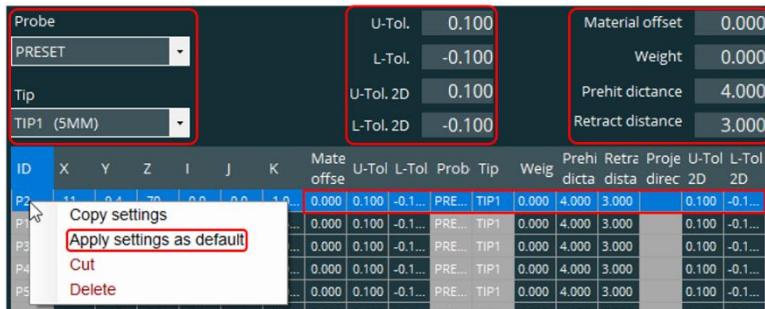 Probe
PRESET
Tip
TIP1 (5MM)
U-Tol. 0.100
L-Tol. -0.100
U-Tol. 2D 0.100
L-Tol. 2D -0.100
Material offset 0.000
Weight 0.000
Prehit dictance 4.000
Retract distance 3.000
ID X Y Z I J K Mate offse U-Tol L-Tol Prob Tip Weig Prehi dicta Retra dista Proje direc U-Tol 2D L-Tol 2D
P2 0.000 0.100 -0.1... PRE... TIP1 0.000 4.000 3.000 0.100 -0.1...
P1 0.000 0.100 -0.1... PRE... TIP1 0.000 4.000 3.000 0.100 -0.1...
P3 0.000 0.100 -0.1... PRE... TIP1 0.000 4.000 3.000 0.100 -0.1...
P4 0.000 0.100 -0.1... PRE... TIP1 0.000 4.000 3.000 0.100 -0.1...
P5 0.000 0.100 -0.1... PRE... TIP1 0.000 4.000 3.000 0.100 -0.1...
Copy settings
Apply settings as default
Cut
Delete